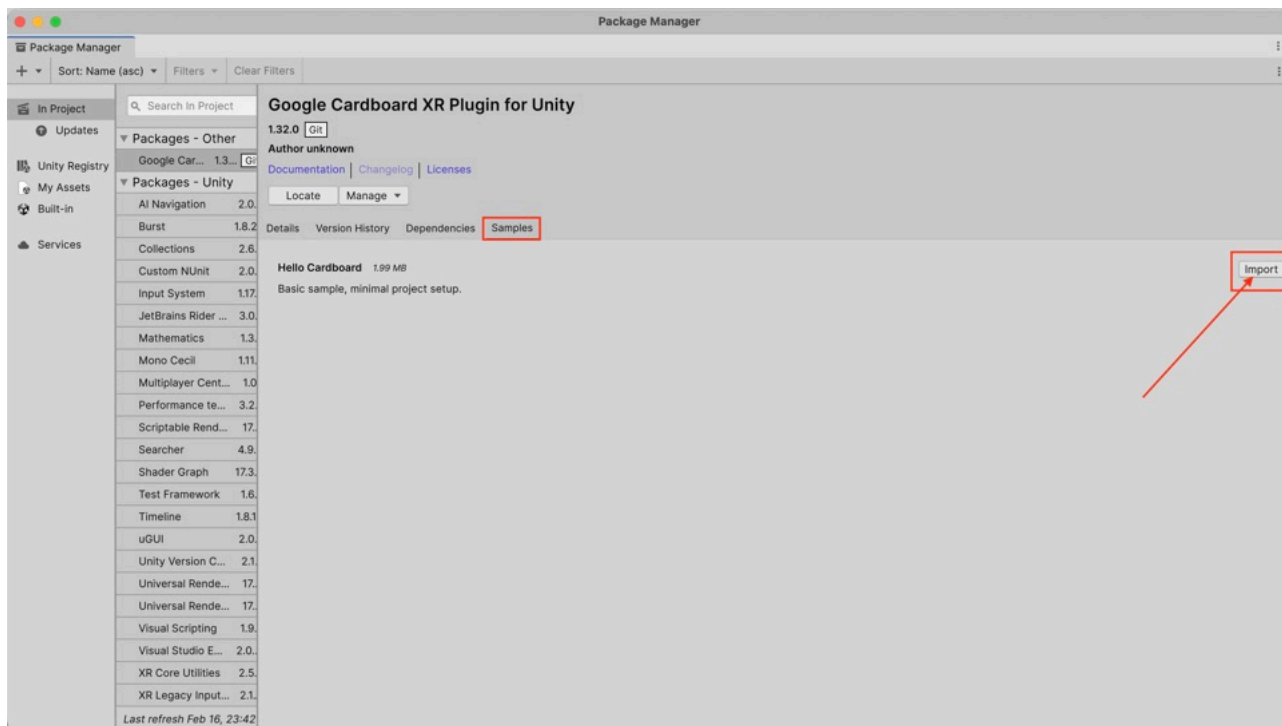 Package Manager
Package Manager
+ Sort: Name (asc) Filters Clear Filters
In Project
Updates
Unity Registry
My Assets
Built-in
Services
Search In Project
Packages - Other
Google Car... 1.3... Git
Packages - Unity
AI Navigation 2.0.
Burst 1.8.2
Collections 2.6.
Custom NUnit 2.0.
Input System 1.17.
JetBrains Rider ... 3.0.
Mathematics 1.3.
Mono Cecil 1.11.
Multiplayer Cent... 1.0
Performance te... 3.2.
Scriptable Rend... 17..
Searcher 4.9.
Shader Graph 17.3.
Test Framework 1.6.
Timeline 1.8.1
uGUI 2.0.
Unity Version C... 2.1.
Universal Rende... 17..
Universal Rende... 17..
Visual Scripting 1.9.
Visual Studio E... 2.0..
XR Core Utilities 2.5.
XR Legacy Input... 2.1..
Last refresh Feb 16, 23:42
Google Cardboard XR Plugin for Unity
1.32.0 Git
Author unknown
Documentation Changelog Licenses
Locate Manage
Details Version History Dependencies Samples
Hello Cardboard 1.99 MB Import
Basic sample, minimal project setup.